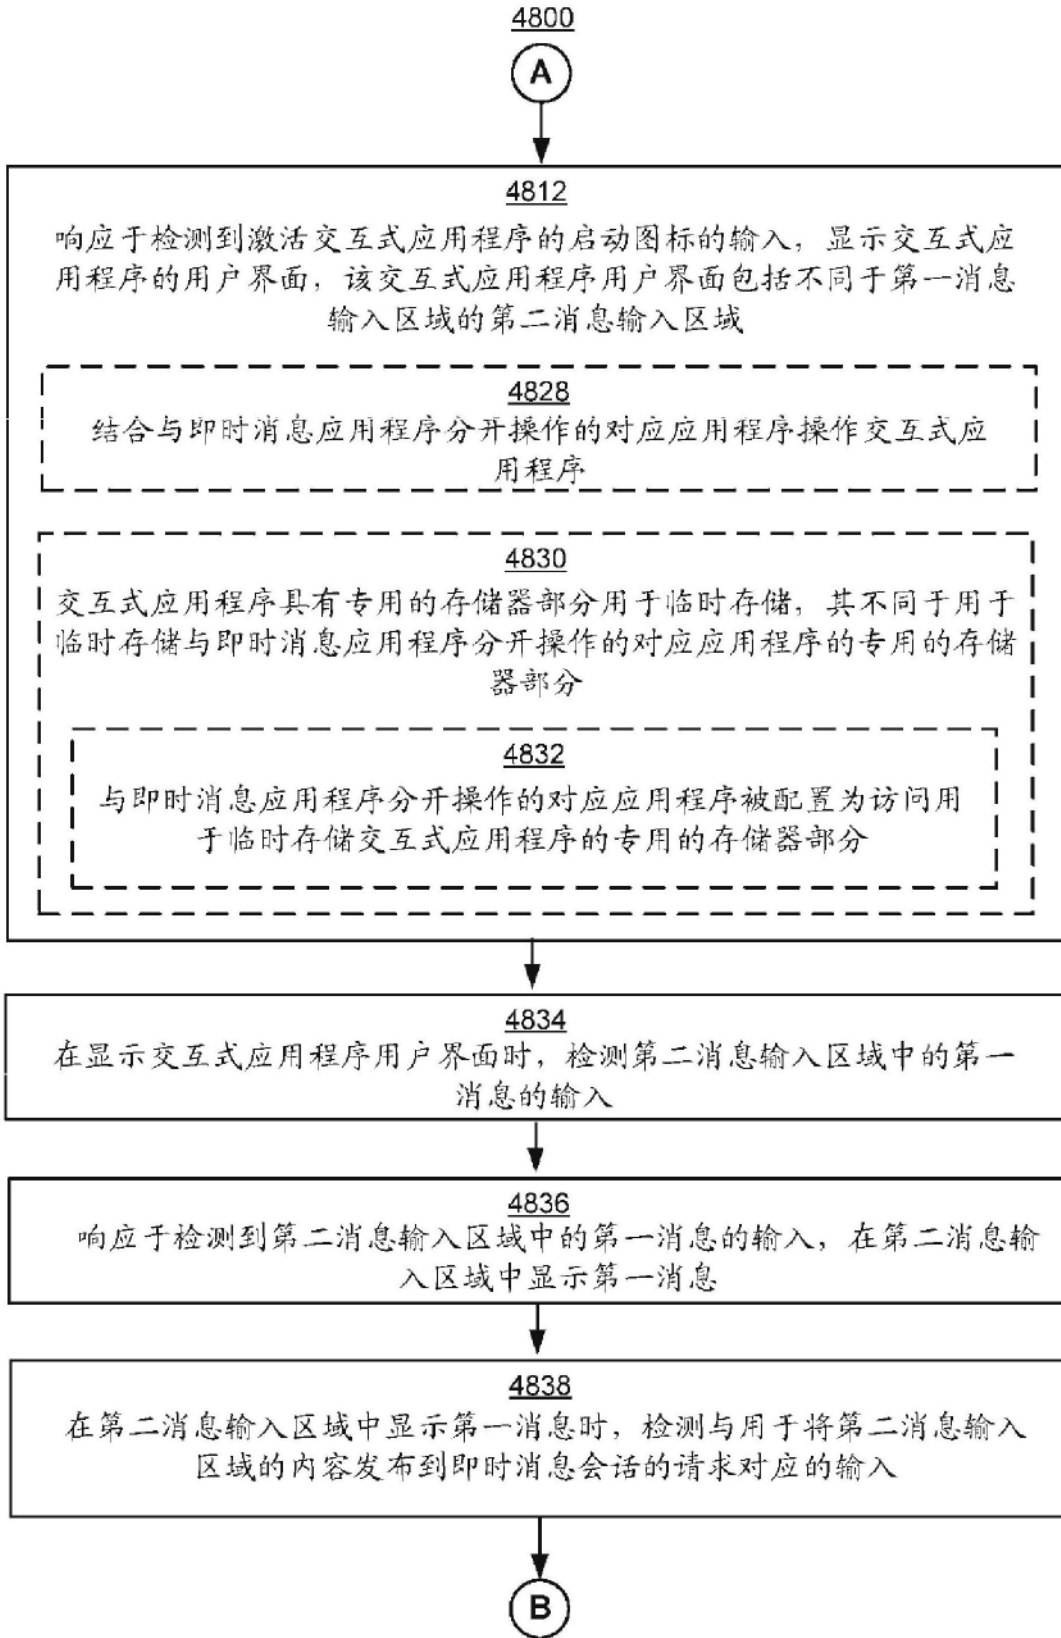 4800
A
4812
响应于检测到激活交互式应用程序的启动图标的输入，显示交互式应
用程序的用户界面，该交互式应用程序用户界面包括不同于第一消息
输入区域的第二消息输入区域
4828
结合与即时消息应用程序分开操作的对应应用程序操作交互式应
用程序
4830
交互式应用程序具有专用的存储器部分用于临时存储，其不同于用于
临时存储与即时消息应用程序分开操作的对应应用程序的专用的存储
器部分
4832
与即时消息应用程序分开操作的对应应用程序被配置为访问用
于临时存储交互式应用程序的专用的存储器部分
4834
在显示交互式应用程序用户界面时，检测第二消息输入区域中的第一
消息的输入
4836
响应于检测到第二消息输入区域中的第一消息的输入，在第二消息输
入区域中显示第一消息
4838
在第二消息输入区域中显示第一消息时，检测与用于将第二消息输入
区域的内容发布到即时消息会话的请求对应的输入
B